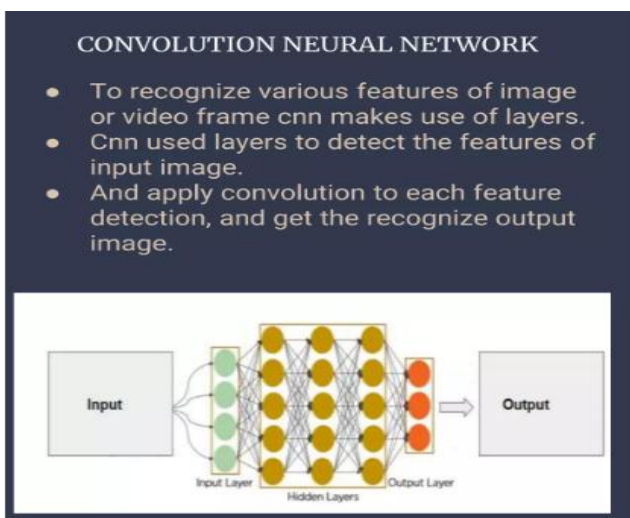 CONVOLUTION NEURAL NETWORK
● To recognize various features of image
or video frame cnn makes use of layers.
● Cnn used layers to detect the features of
input image.
● And apply convolution to each feature
detection, and get the recognize output
image.
Input
Output
Input Layer
Hidden Layers
Output Layer